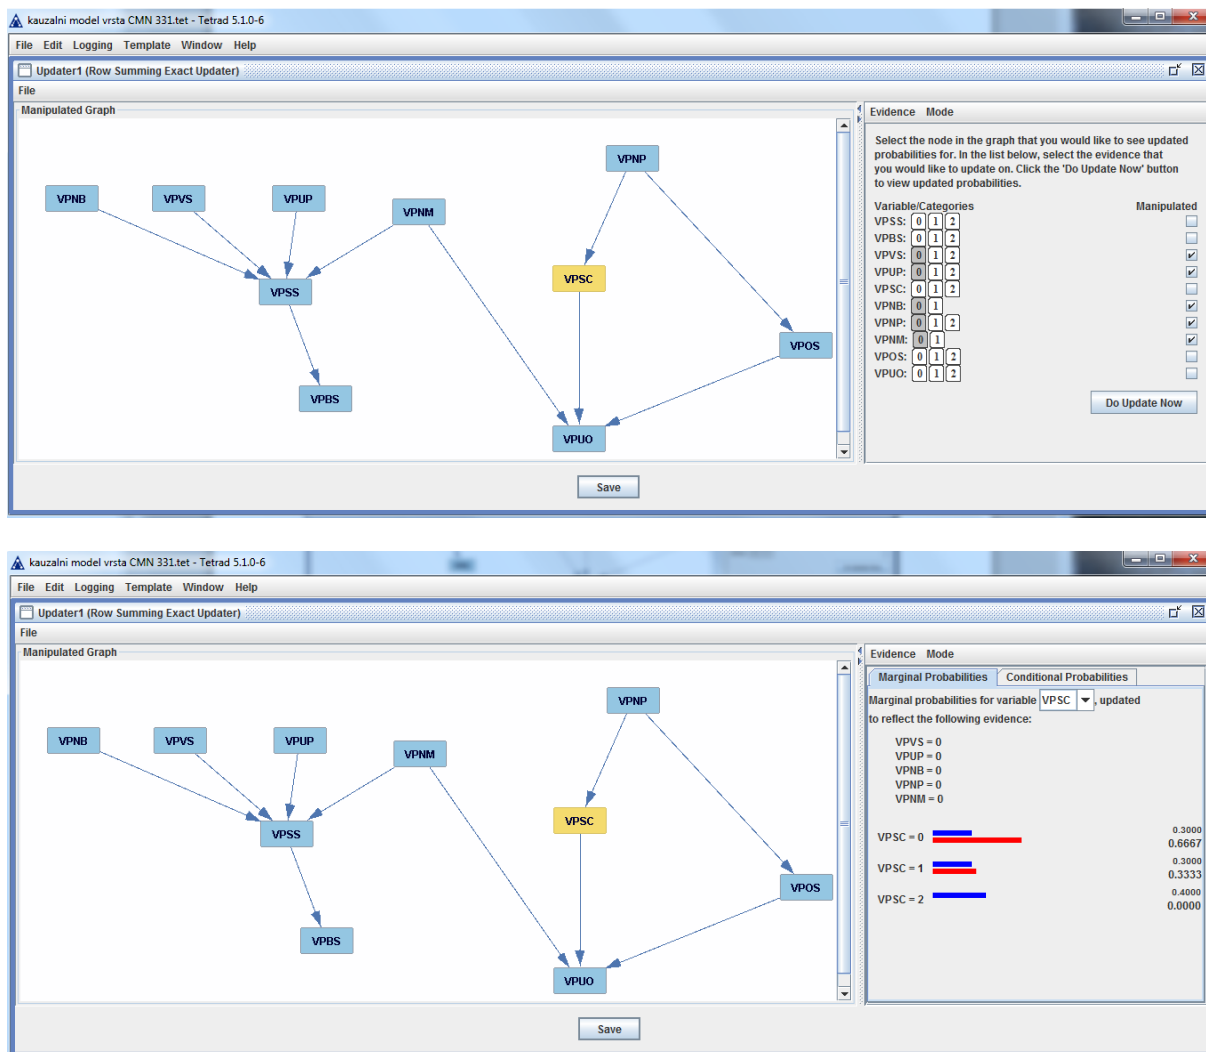 kauzalni model vrsta CMN 331.tet - Tetrad 5.1.0-6
File Edit Logging Template Window Help
Updater1 (Row Summing Exact Updater)
File
Manipulated Graph
VPNB
VPVS
VPUP
VPNM
VPNP
VPSC
VPSS
VPOS
VPBS
VPUO
Evidence Mode
Select the node in the graph that you would like to see updated
probabilities for. In the list below, select the evidence that
you would like to update on. Click the 'Do Update Now' button
to view updated probabilities.
Variable/Categories Manipulated
VPSS: 0 1 2
VPBS: 0 1 2
VPVS: 0 1 2
VPUP: 0 1 2
VPSC: 0 1 2
VPNB: 0 1
VPNP: 0 1 2
VPNM: 0 1
VPOS: 0 1 2
VPUO: 0 1 2
Do Update Now
Save
kauzalni model vrsta CMN 331.tet - Tetrad 5.1.0-6
File Edit Logging Template Window Help
Updater1 (Row Summing Exact Updater)
File
Manipulated Graph
VPNB
VPVS
VPUP
VPNM
VPNP
VPSC
VPSS
VPOS
VPBS
VPUO
Evidence Mode
Marginal Probabilities Conditional Probabilities
Marginal probabilities for variable VPSC , updated
to reflect the following evidence:
VPVS = 0
VPUP = 0
VPNB = 0
VPNP = 0
VPNM = 0
VPSC = 0 0.3000
0.6667
VPSC = 1 0.3000
0.3333
VPSC = 2 0.4000
0.0000
Save